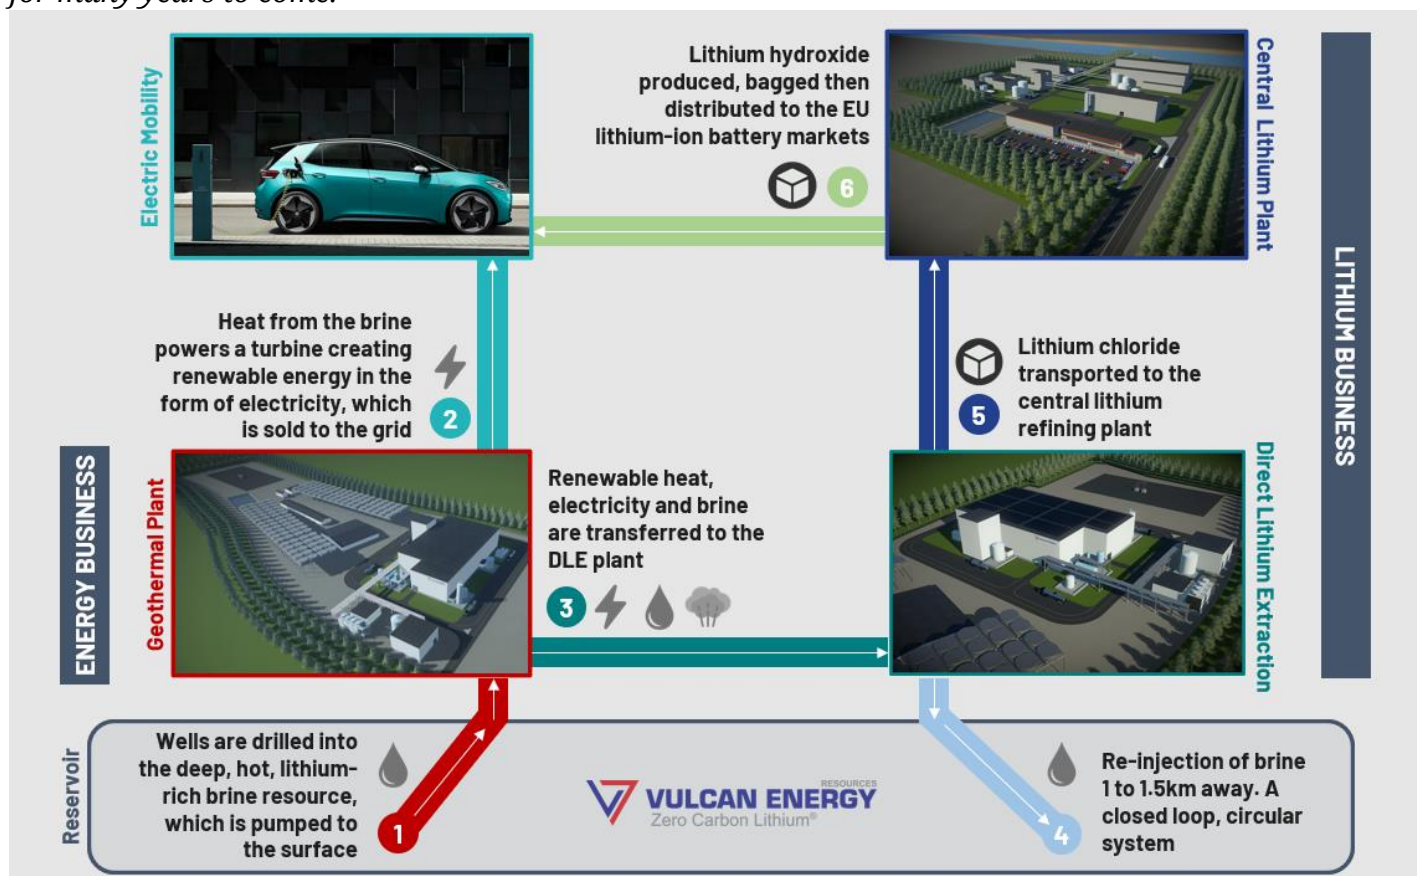 for many years to come.
Electric Mobility
Lithium hydroxide
produced, bagged then
distributed to the EU
lithium-ion battery markets
6
Central Lithium Plant
LITHIUM BUSINESS
Heat from the brine
powers a turbine creating
renewable energy in the
form of electricity, which
is sold to the grid
2
Lithium chloride
transported to the
central lithium
refining plant
5
ENERGY BUSINESS
Geothermal Plant
Renewable heat,
electricity and brine
are transferred to the
DLE plant
3
Direct Lithium Extraction
Reservoir
Wells are drilled into
the deep, hot, lithium-
rich brine resource,
which is pumped to
the surface
1
RESOURCES
VULCAN ENERGY
Zero Carbon Lithium®
4
Re-injection of brine
1 to 1.5km away. A
closed loop, circular
system